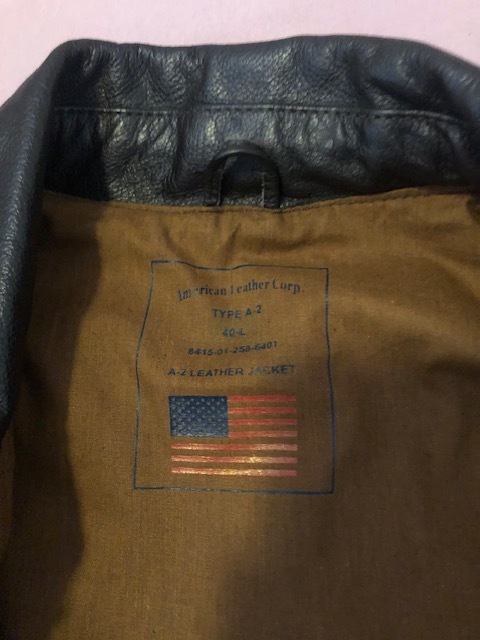 American Leather Corp.
TYPE A-2
40-L
8415-01-258-6401
A-2 LEATHER JACKET